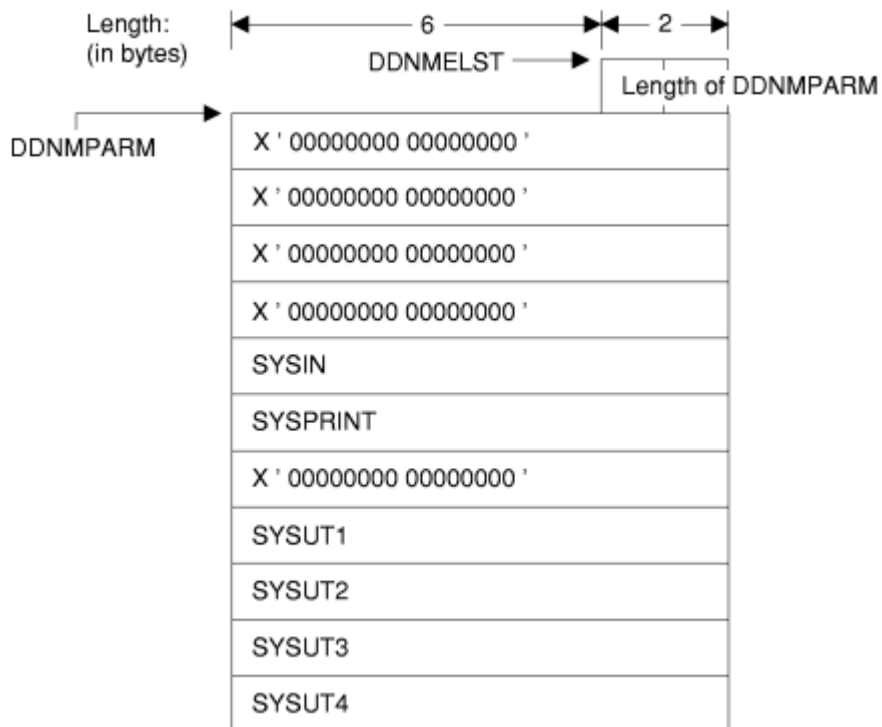 Length:
(in bytes)
6
2
DDNMELST
Length of DDNMPARM
DDNMPARM
X ' 00000000 00000000 '
X ' 00000000 00000000 '
X ' 00000000 00000000 '
X ' 00000000 00000000 '
SYSIN
SYSPRINT
X ' 00000000 00000000 '
SYSUT1
SYSUT2
SYSUT3
SYSUT4